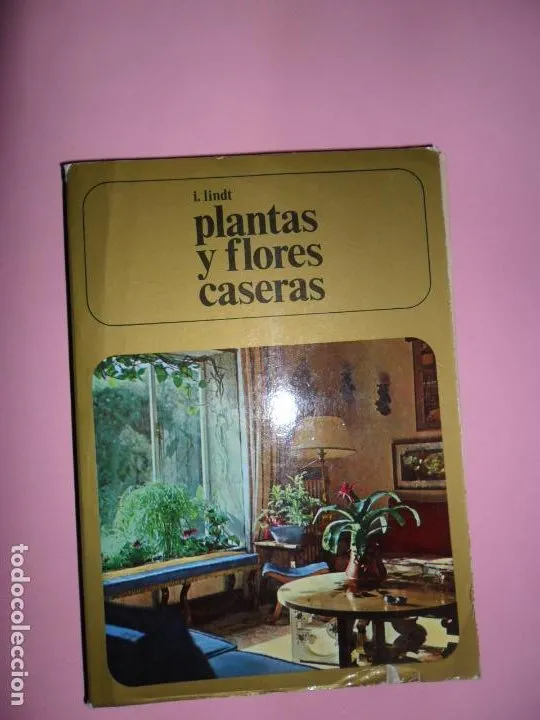 i. lindt
plantas
y flores
caseras
todocoleccion